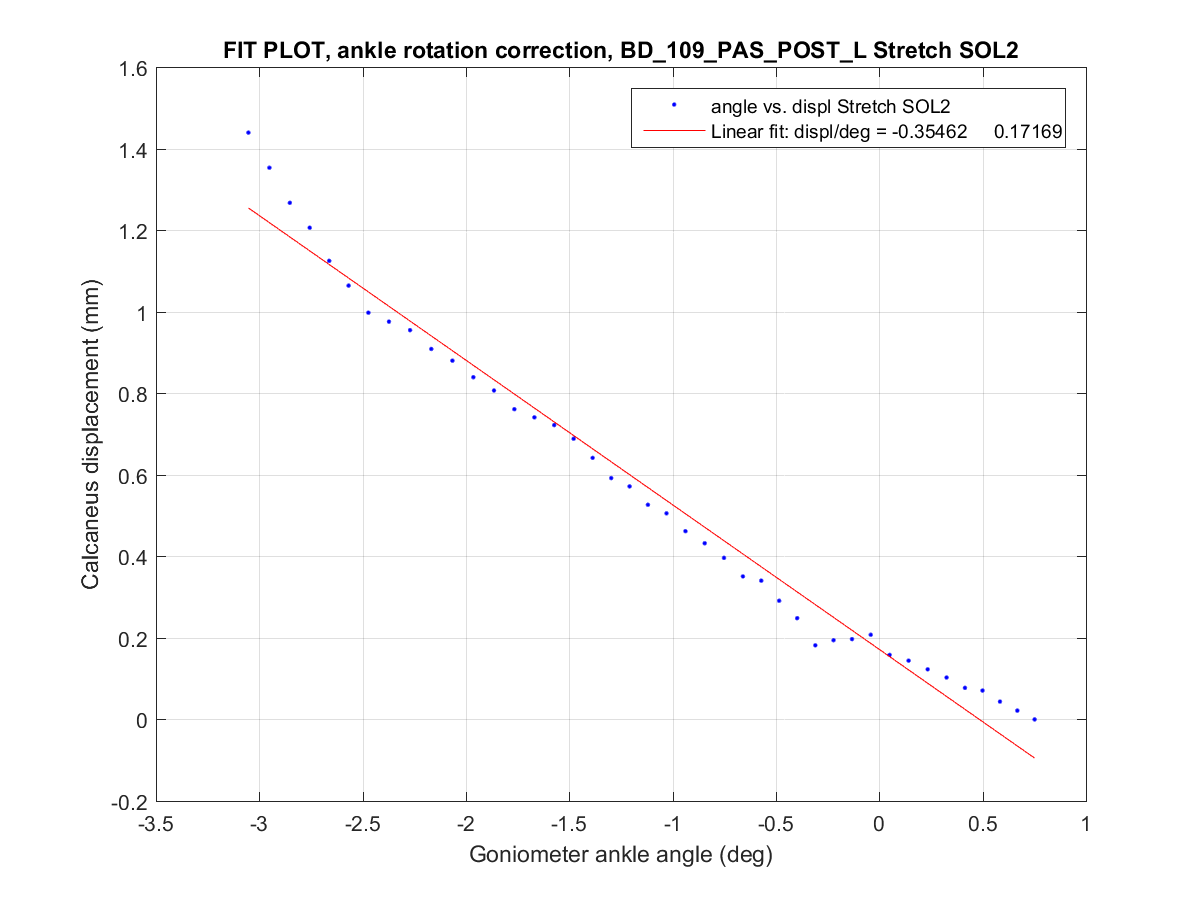 FIT PLOT, ankle rotation correction, BD_109_PAS_POST_L Stretch SOL2
angle vs. displ Stretch SOL2
Linear fit: displ/deg = -0.35462 0.17169
Calcaneus displacement (mm)
1.6
1.4
1.2
1
0.8
0.6
0.4
0.2
0
-0.2
-3.5 -3 -2.5 -2 -1.5 -1 -0.5 0 0.5 1
Goniometer ankle angle (deg)